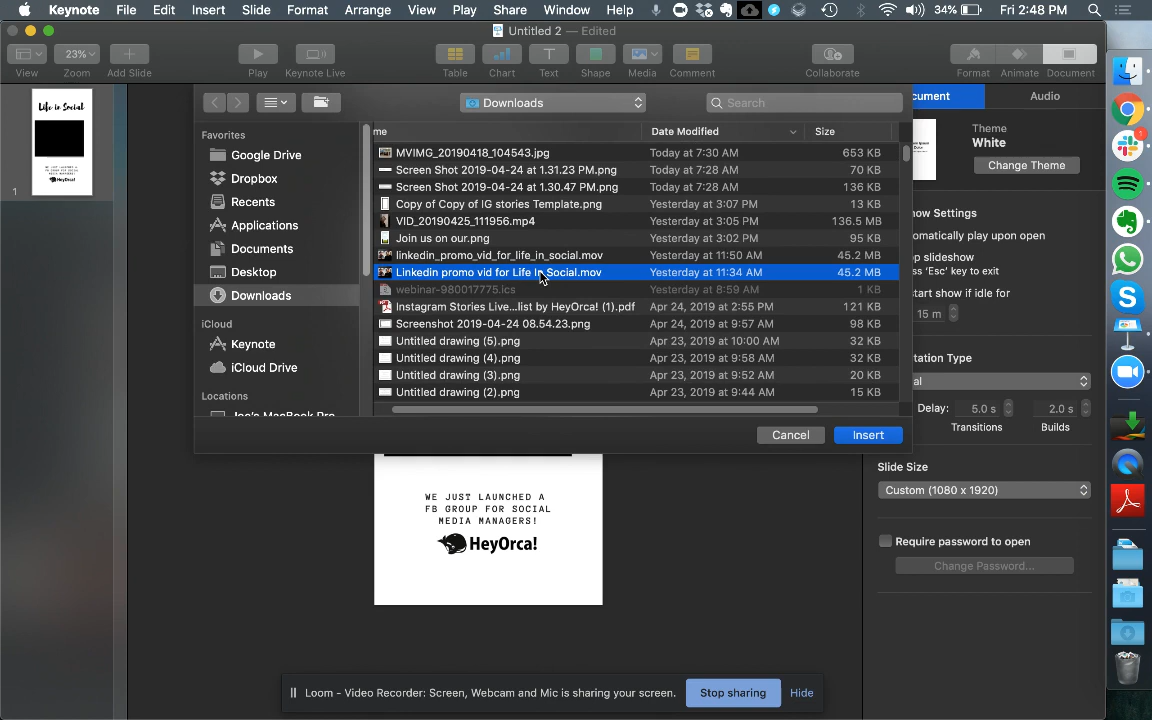 Keynote File Edit Insert Slide Format Arrange View Play Share Window Help 34% Fri 2:48 PM
Untitled 2 — Edited
23%
View Zoom Add Slide Play Keynote Live Table Chart Text Shape Media Comment Collaborate Format Animate Document
Life in Social
WE JUST LAUNCHED A
FB GROUP FOR SOCIAL
MEDIA MANAGERS!
HeyOrca!
1
Downloads
Search
Favorites
Google Drive
Dropbox
Recents
Applications
Documents
Desktop
Downloads
iCloud
Keynote
iCloud Drive
Locations
me Date Modified Size
MVIMG_20190418_104543.jpg Today at 7:30 AM 653 KB
Screen Shot 2019-04-24 at 1.31.23 PM.png Today at 7:28 AM 70 KB
Screen Shot 2019-04-24 at 1.30.47 PM.png Today at 7:28 AM 136 KB
Copy of Copy of IG stories Template.png Yesterday at 3:07 PM 13 KB
VID_20190425_111956.mp4 Yesterday at 3:05 PM 136.5 MB
Join us on our.png Yesterday at 3:02 PM 95 KB
linkedin_promo_vid_for_life_in_social.mov Yesterday at 11:50 AM 45.2 MB
Linkedin promo vid for Life In Social.mov Yesterday at 11:34 AM 45.2 MB
webinar-980017775.ics Yesterday at 8:59 AM 1 KB
Instagram Stories Live...list by HeyOrca! (1).pdf Apr 24, 2019 at 2:55 PM 121 KB
Screenshot 2019-04-24 08.54.23.png Apr 24, 2019 at 9:57 AM 98 KB
Untitled drawing (5).png Apr 23, 2019 at 10:00 AM 32 KB
Untitled drawing (4).png Apr 23, 2019 at 9:58 AM 32 KB
Untitled drawing (3).png Apr 23, 2019 at 9:52 AM 20 KB
Untitled drawing (2).png Apr 23, 2019 at 9:44 AM 15 KB
Cancel Insert
WE JUST LAUNCHED A
FB GROUP FOR SOCIAL
MEDIA MANAGERS!
HeyOrca!
cument Audio
Theme
White
Change Theme
ow Settings
omatically play upon open
p slideshow
ss 'Esc' key to exit
start show if idle for
15 m
tation Type
al
Delay: 5.0 s 2.0 s
Transitions Builds
Slide Size
Custom (1080 x 1920)
Require password to open
Change Password...
Loom - Video Recorder: Screen, Webcam and Mic is sharing your screen. Stop sharing Hide
1